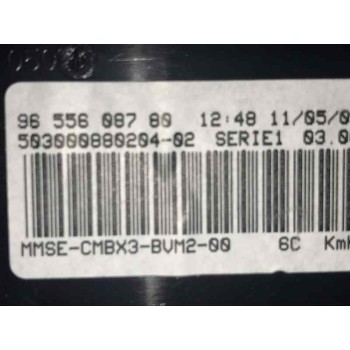 96 556 087 80 12:48 11/05/0
503000880204-02 SERIE1 03.0
MMSE-CMBX3-BVM2-00 6C Km